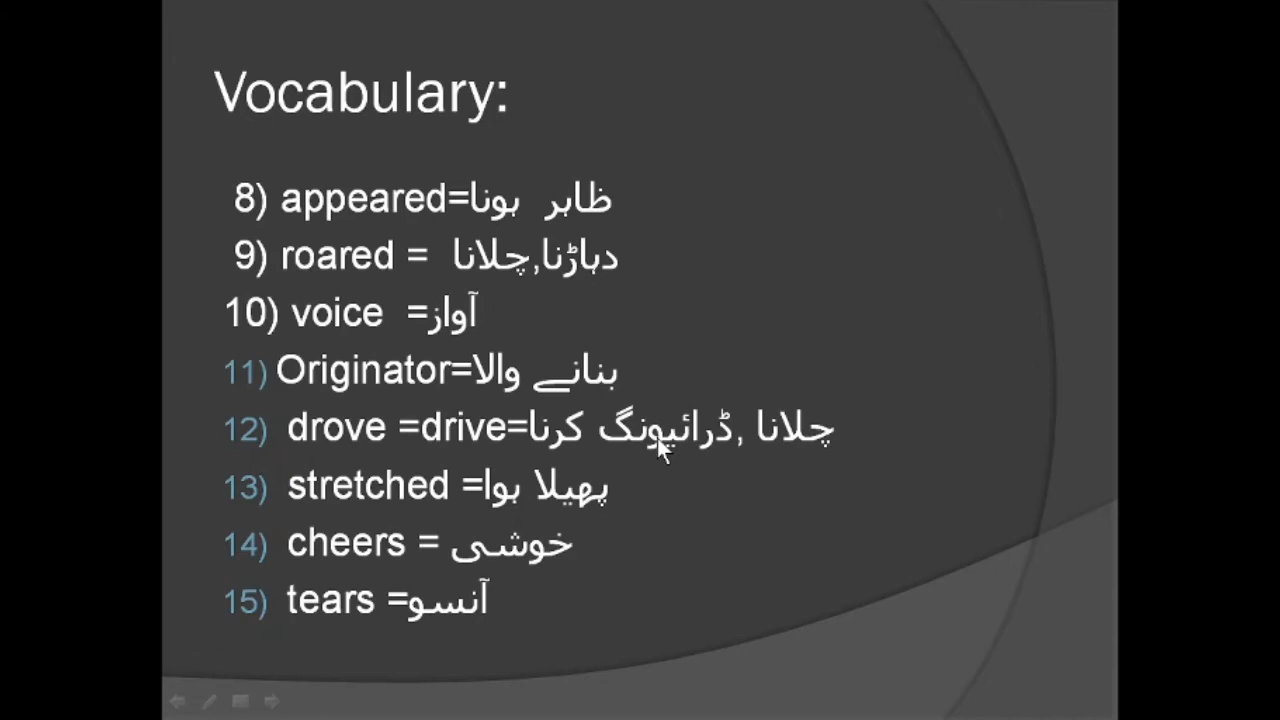 Vocabulary:
8) appeared=ظاہر ہونا
9) roared = دہاڑنا,چلانا
10) voice =آواز
11) Originator=بنانے والا
12) drove =drive=چلانا ,ڈرائیونگ کرنا
13) stretched =پھیلا ہوا
14) cheers = خوشی
15) tears =آنسو